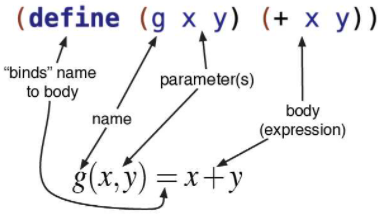 (define (g x y) (+ x y))
“binds” name
to body
name
parameter(s)
body
(expression)
g(x,y) = x+y